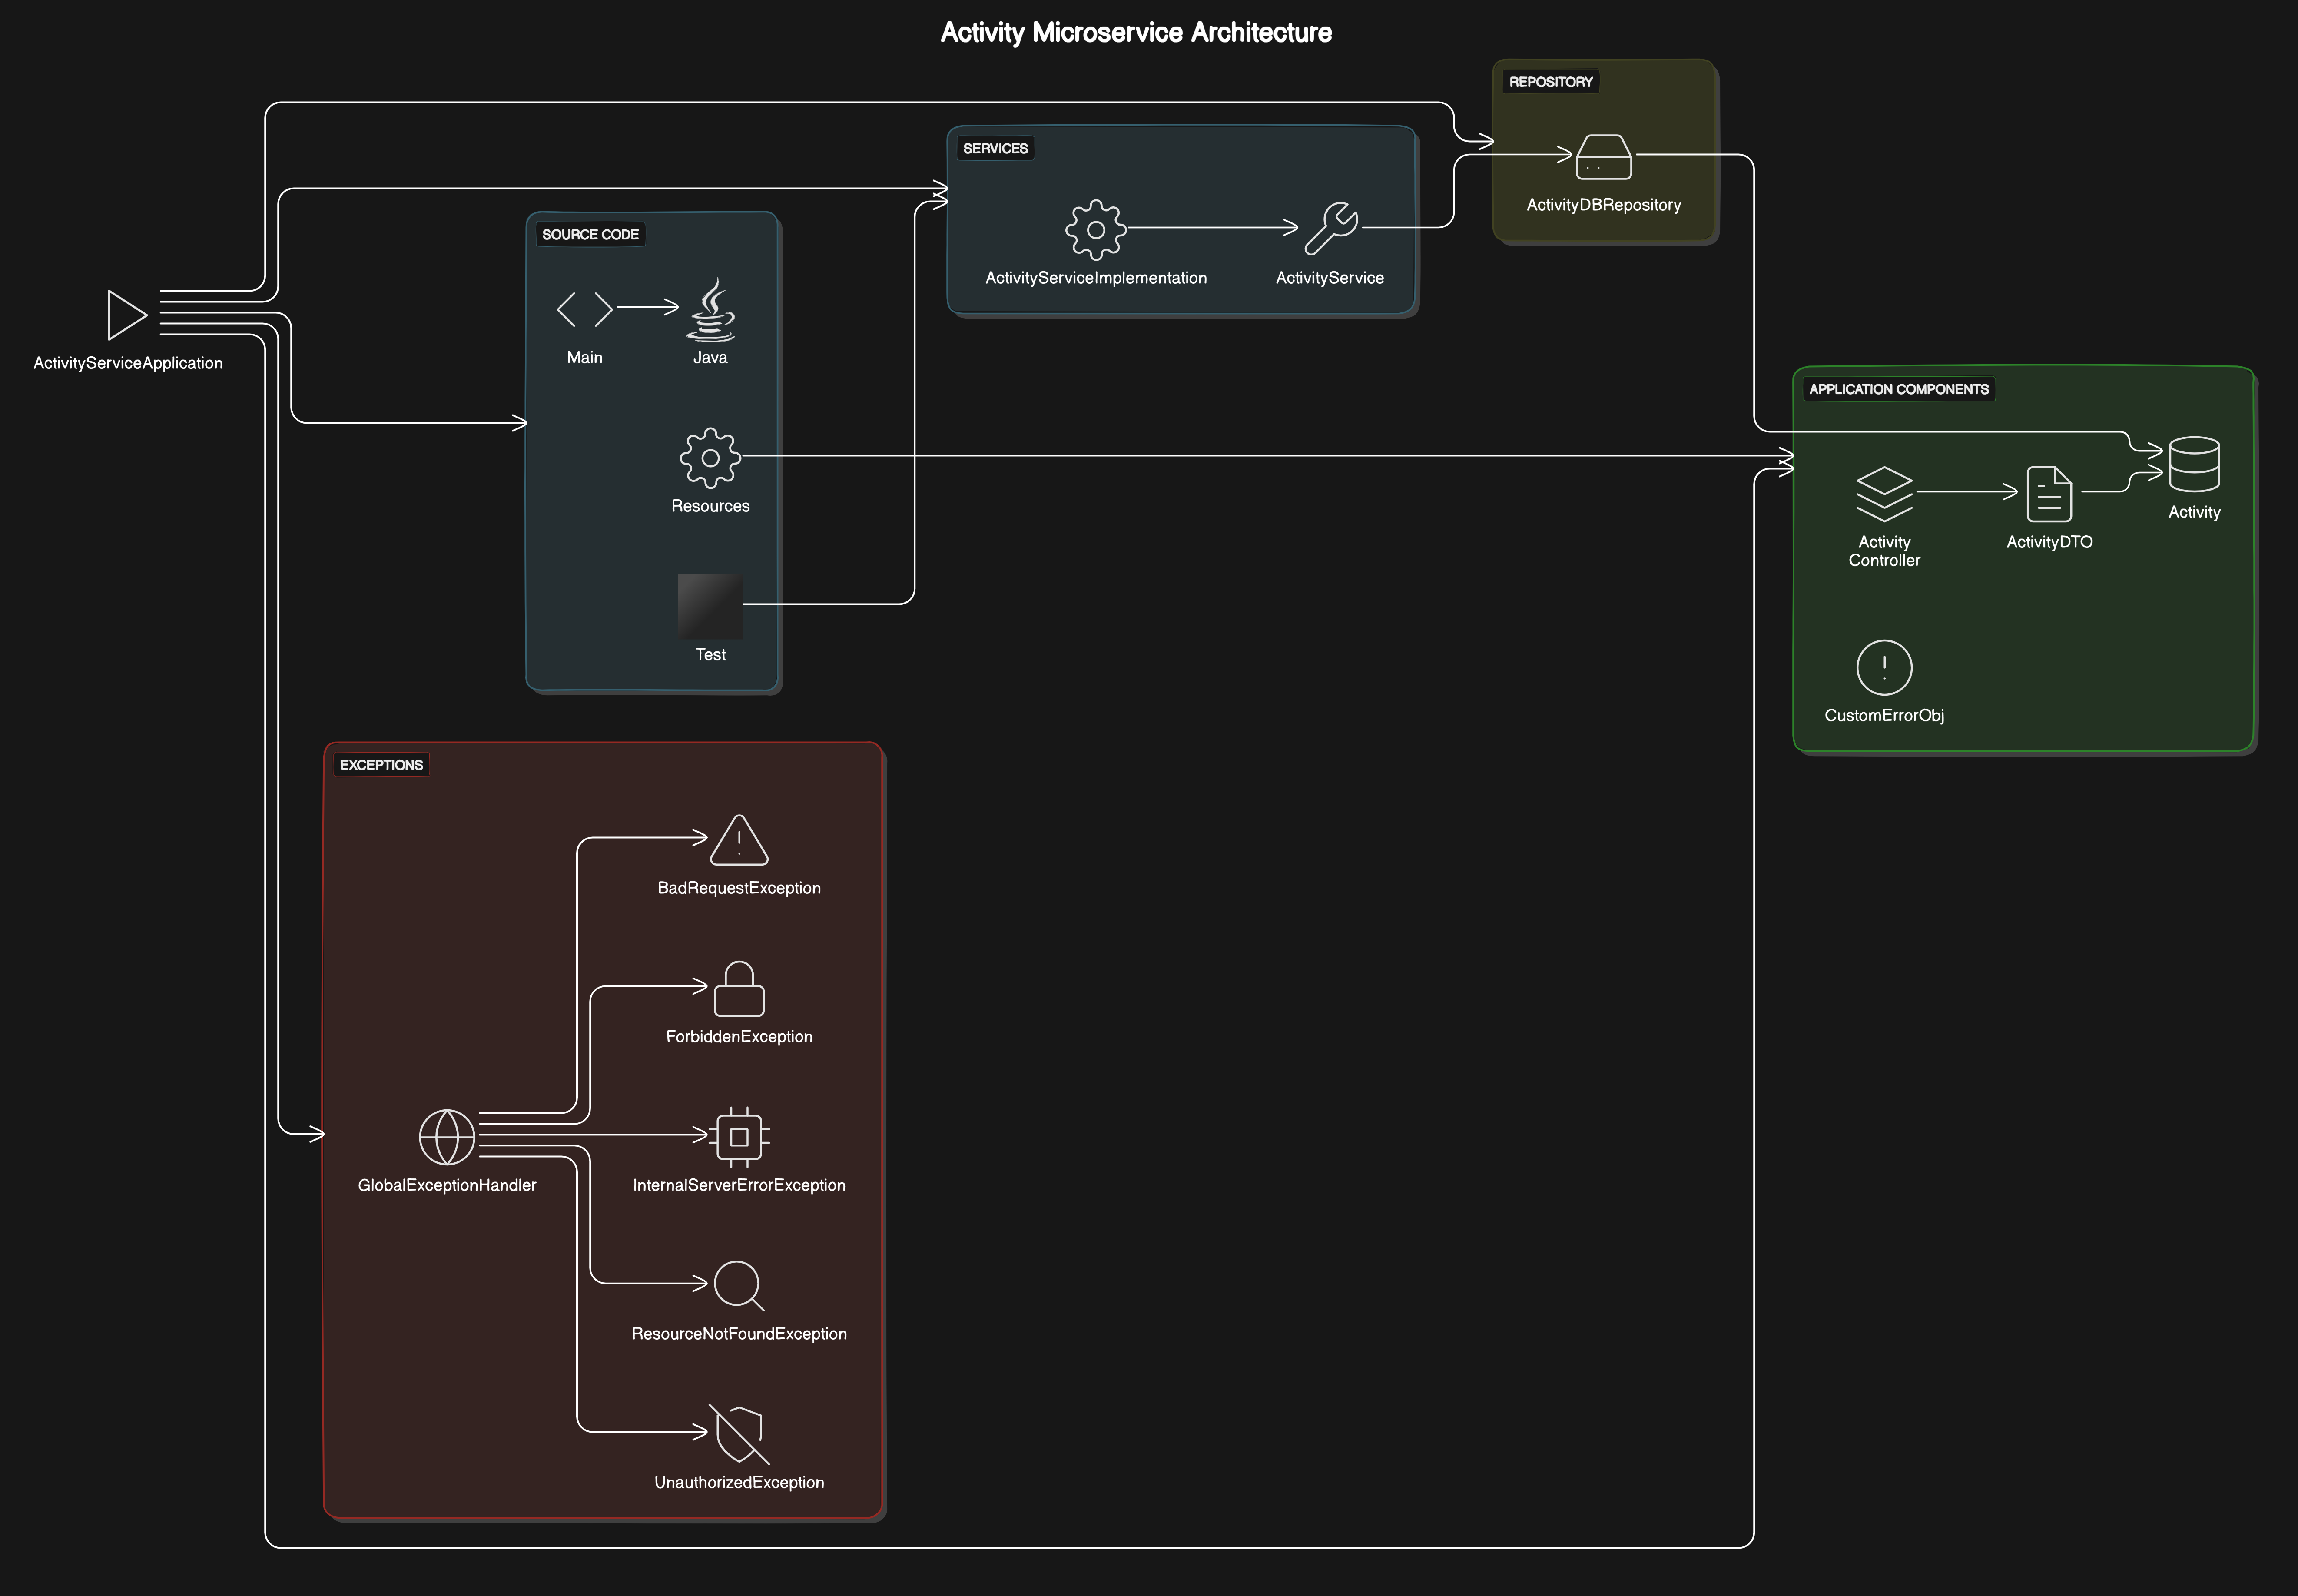 Activity Microservice Architecture
REPOSITORY
ActivityDBRepository
SERVICES
ActivityServiceImplementation
ActivityService
SOURCE CODE
Main
Java
Resources
Test
ActivityServiceApplication
APPLICATION COMPONENTS
Activity
Controller
ActivityDTO
Activity
CustomErrorObj
EXCEPTIONS
BadRequestException
ForbiddenException
GlobalExceptionHandler
InternalServerErrorException
ResourceNotFoundException
UnauthorizedException